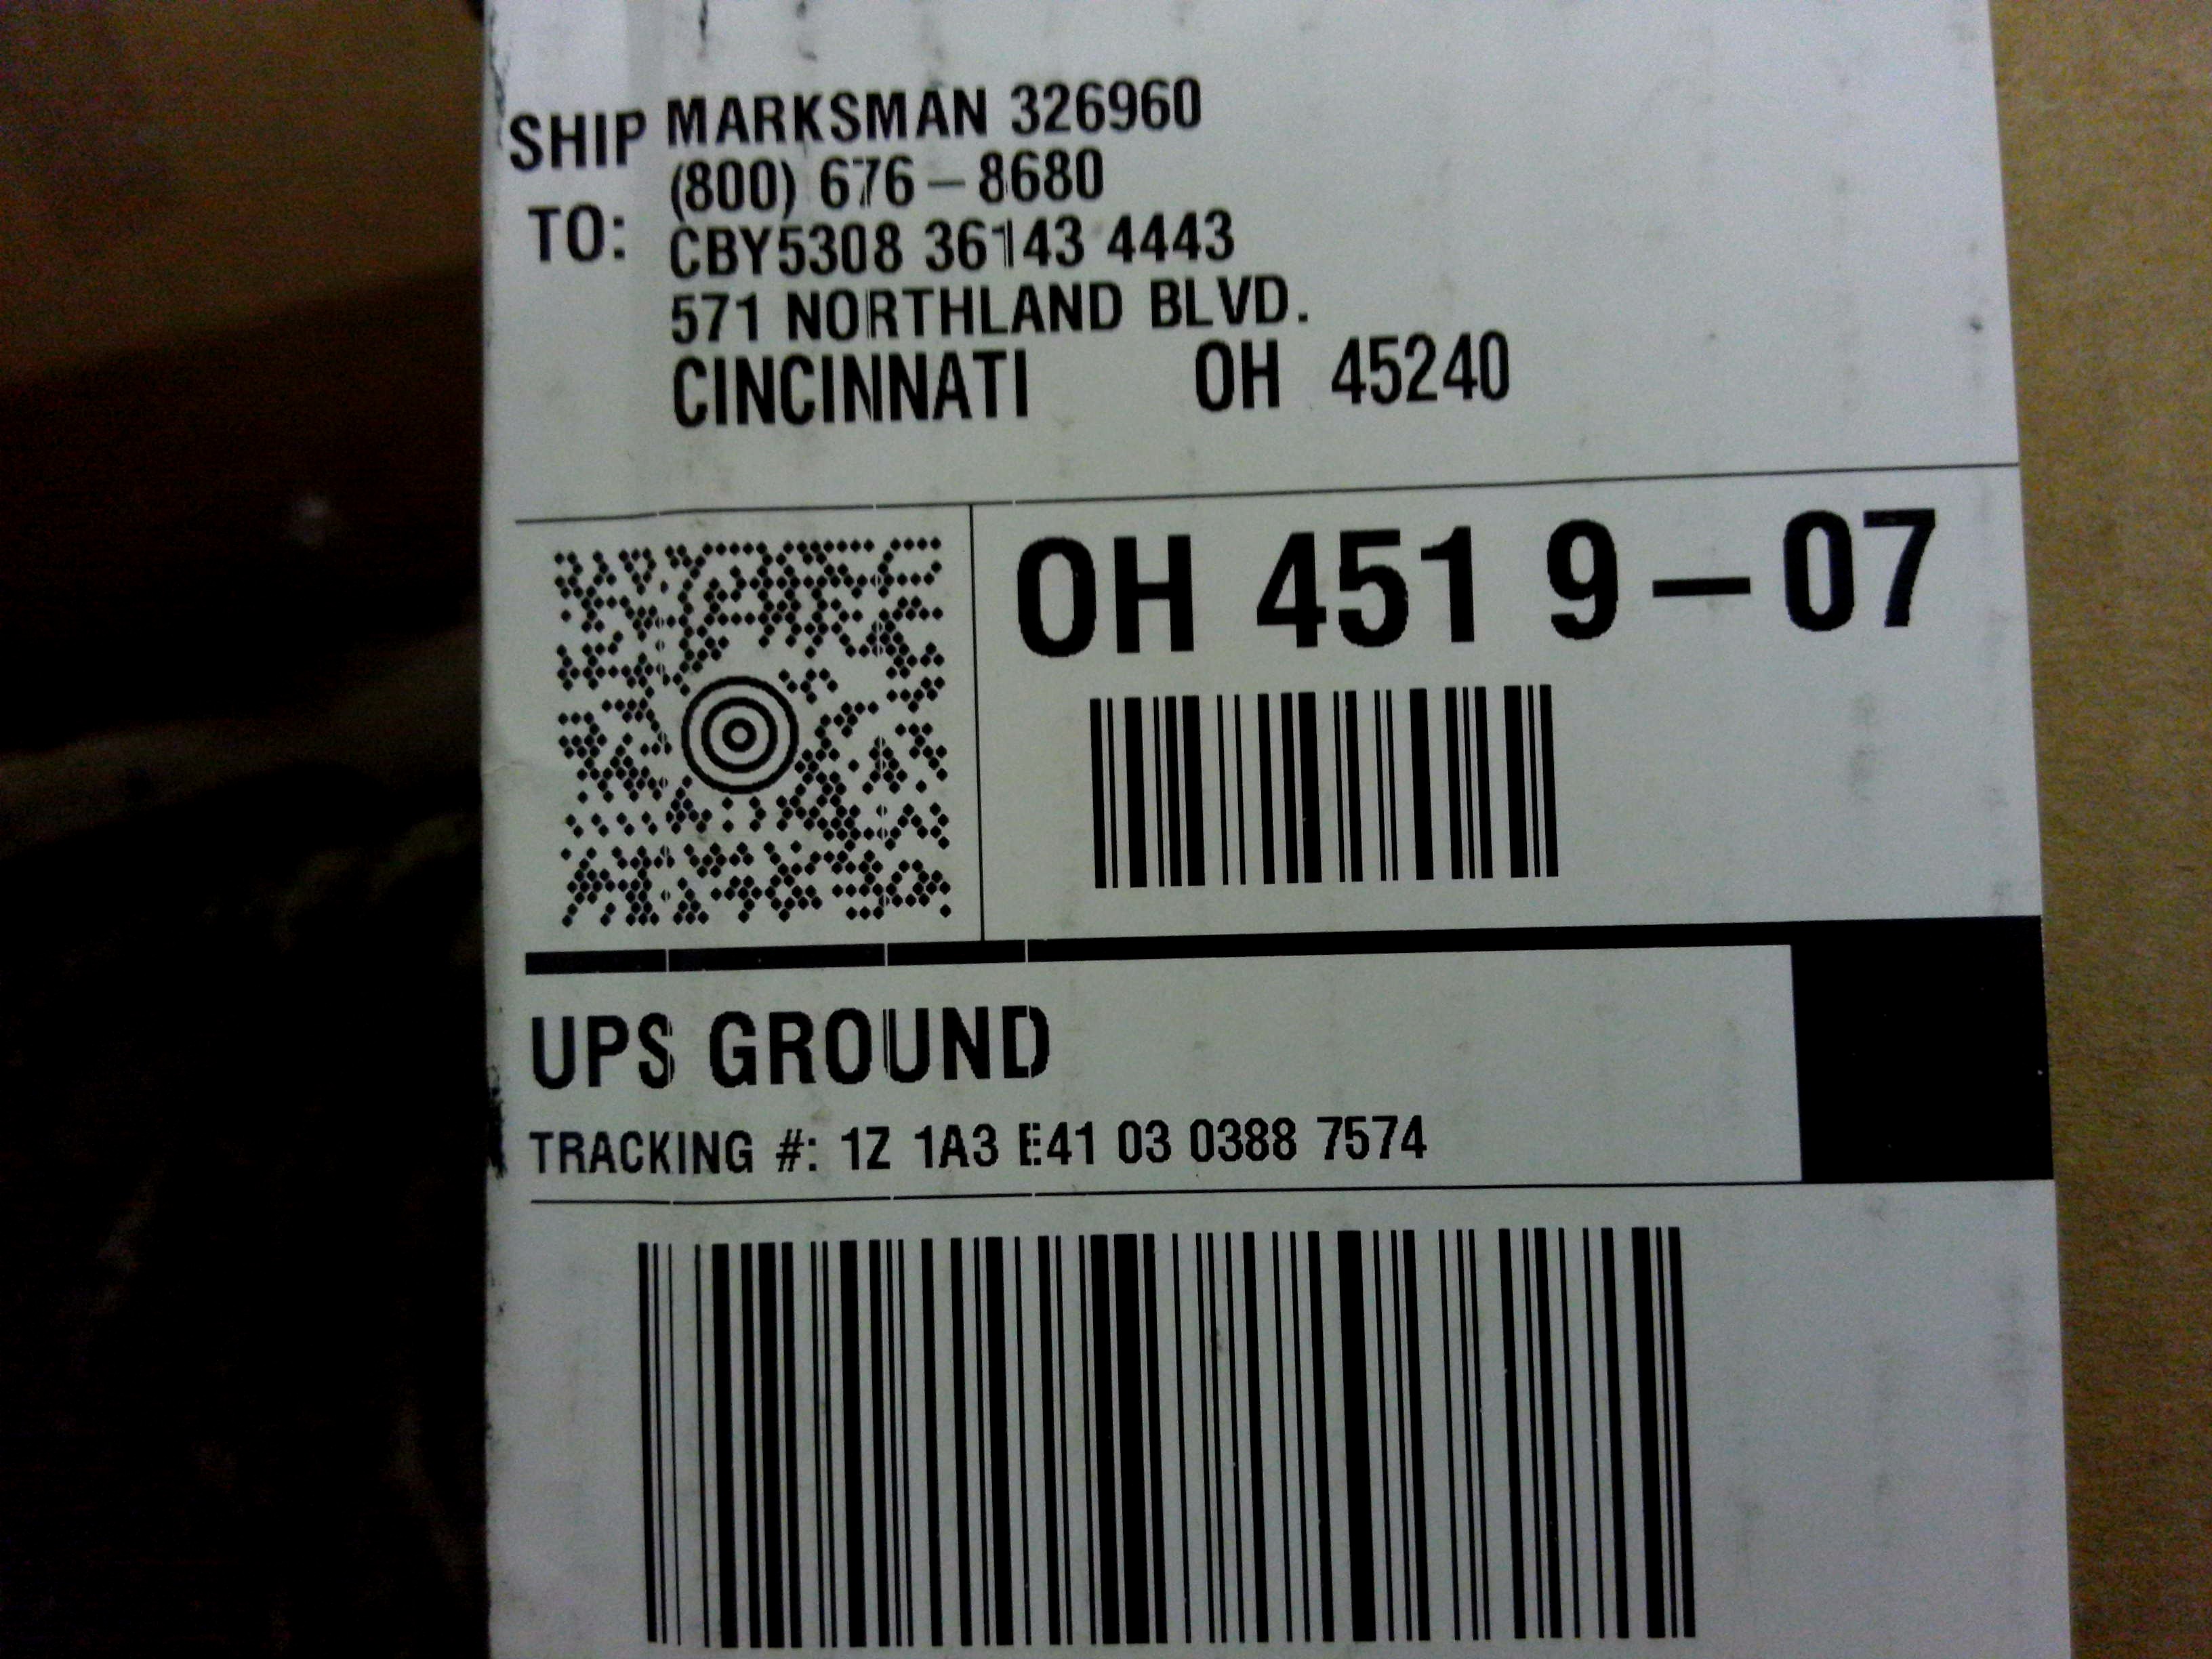 SHIP TO:
MARKSMAN 326960
(800) 676-8680
CBY5308 36143 4443
571 NORTHLAND BLVD.
CINCINNATI OH 45240
OH 451 9-07
UPS GROUND
TRACKING #: 1Z 1A3 E41 03 0388 7574